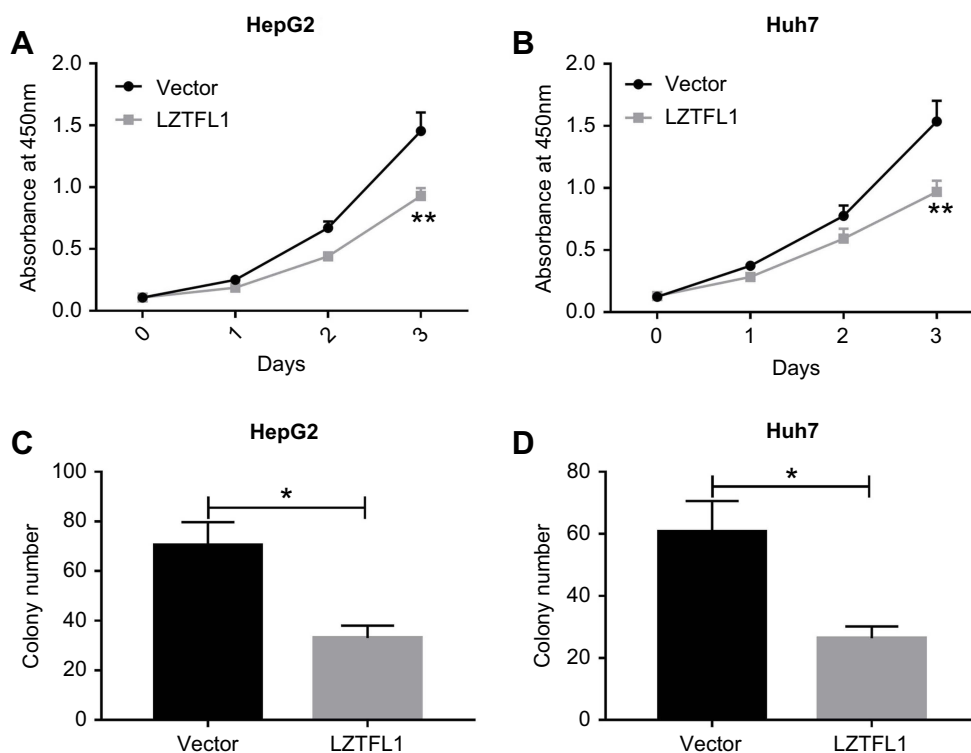 A
HepG2
2.0
1.5
1.0
0.5
0.0
Absorbance at 450nm
Vector
LZTFL1
**
0
1
2
3
Days
B
Huh7
2.0
1.5
1.0
0.5
0.0
Absorbance at 450nm
Vector
LZTFL1
**
0
1
2
3
Days
C
HepG2
100
80
60
40
20
0
Colony number
*
Vector
LZTFL1
D
Huh7
80
60
40
20
0
Colony number
*
Vector
LZTFL1